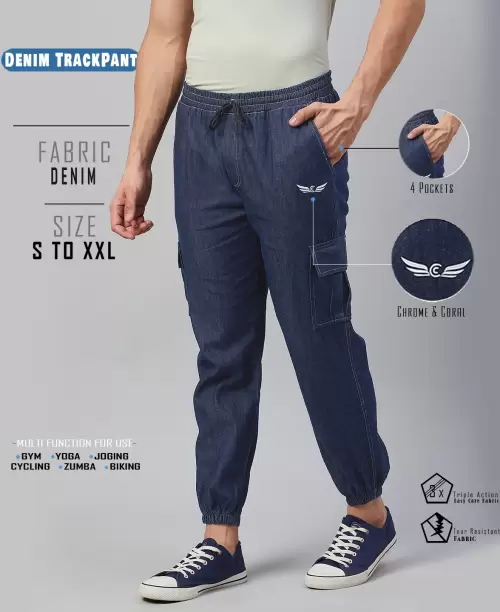 DENIM TRACKPANT
FABRIC
DENIM
SIZE
S TO XXL
4 POCKETS
C
CHROME & CORAL
-MULTI FUNCTION FOR USE-
•GYM •YOGA •JOGING
CYCLING •ZUMBA •BIKING
3 x
Triple Action
Easy Care Fabric
Tear Resistant
FABRIC